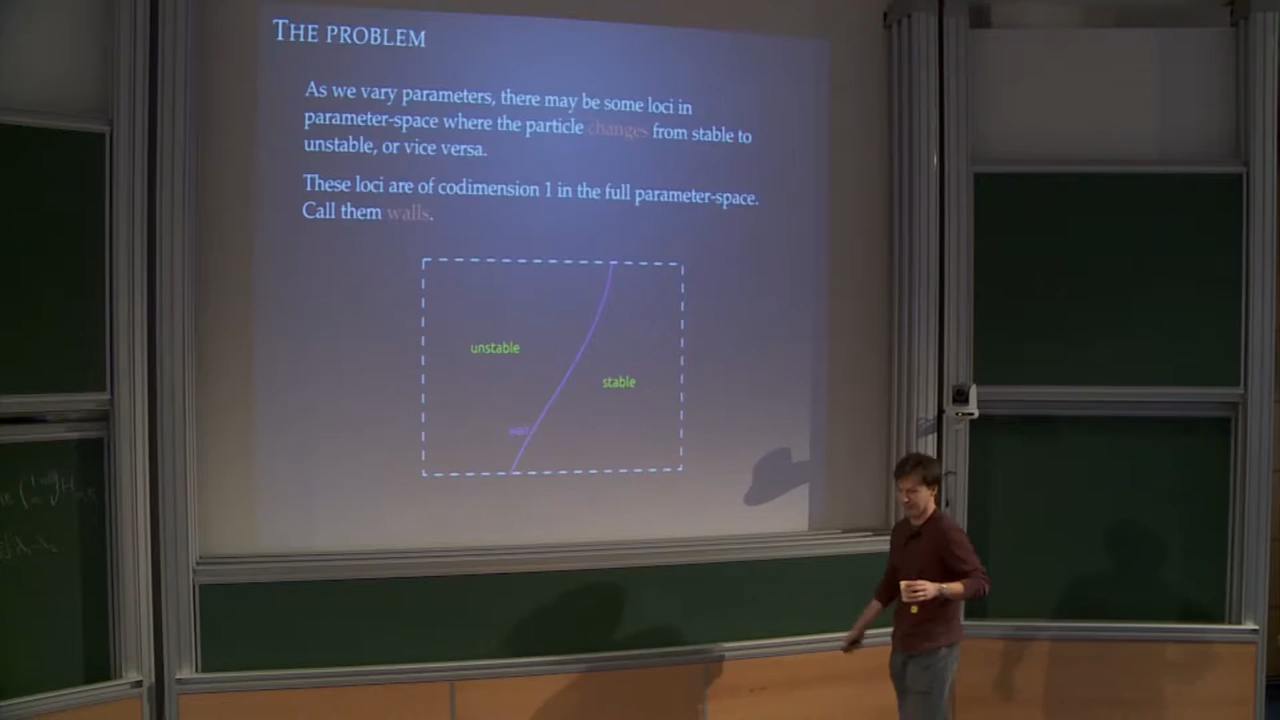 THE PROBLEM
As we vary parameters, there may be some loci in
parameter-space where the particle changes from stable to
unstable, or vice versa.
These loci are of codimension 1 in the full parameter-space.
Call them walls.
unstable
stable
wall